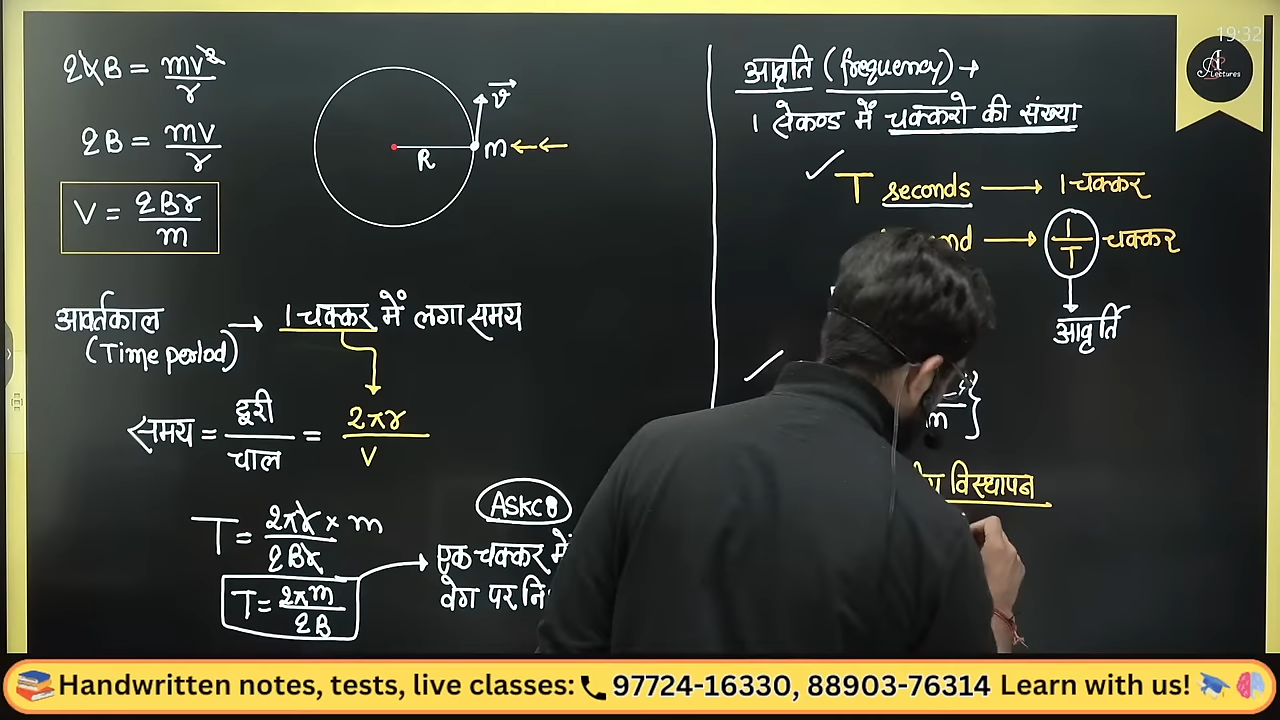 qvB = mv²/r
qB = mv/r
V = qBr/m
R
m
v
आवर्तकाल (Time period) → 1 चक्कर में लगा समय
समय = दूरी/चाल = 2πr/V
T = 2πr × m/qBr
T = 2πm/qB
ASKCB
एक चक्कर में
वेग पर
19:32
A Lectures
आवृति (frequency) →
1 सेकण्ड में चक्करो की संख्या
T seconds → 1 चक्कर
→ 1/T चक्कर
आवृति
m}
विस्थापन
Handwritten notes, tests, live classes: 97724-16330, 88903-76314 Learn with us!